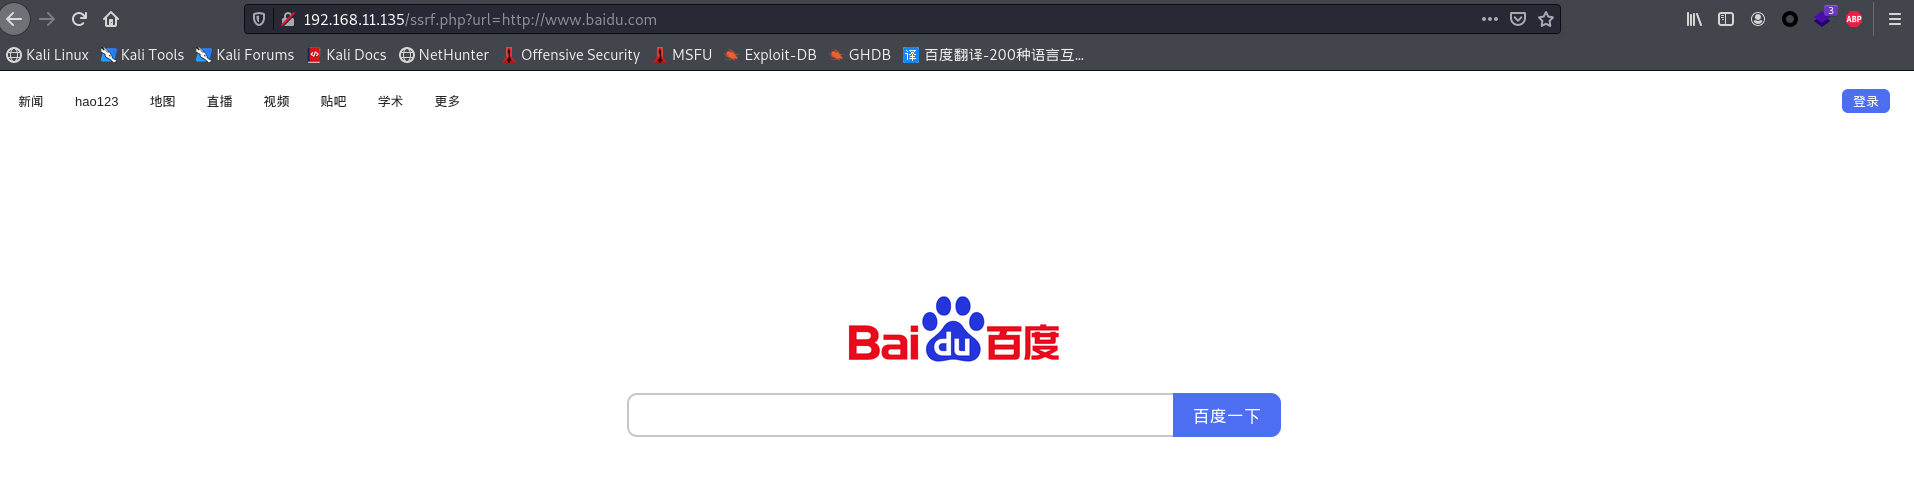 192.168.11.135/ssrf.php?url=http://www.baidu.com
3
ABP
Kali Linux Kali Tools Kali Forums Kali Docs NetHunter Offensive Security MSFU Exploit-DB GHDB 译 百度翻译-200种语言互...
新闻 hao123 地图 直播 视频 贴吧 学术 更多 登录
Bai du 百度
百度一下